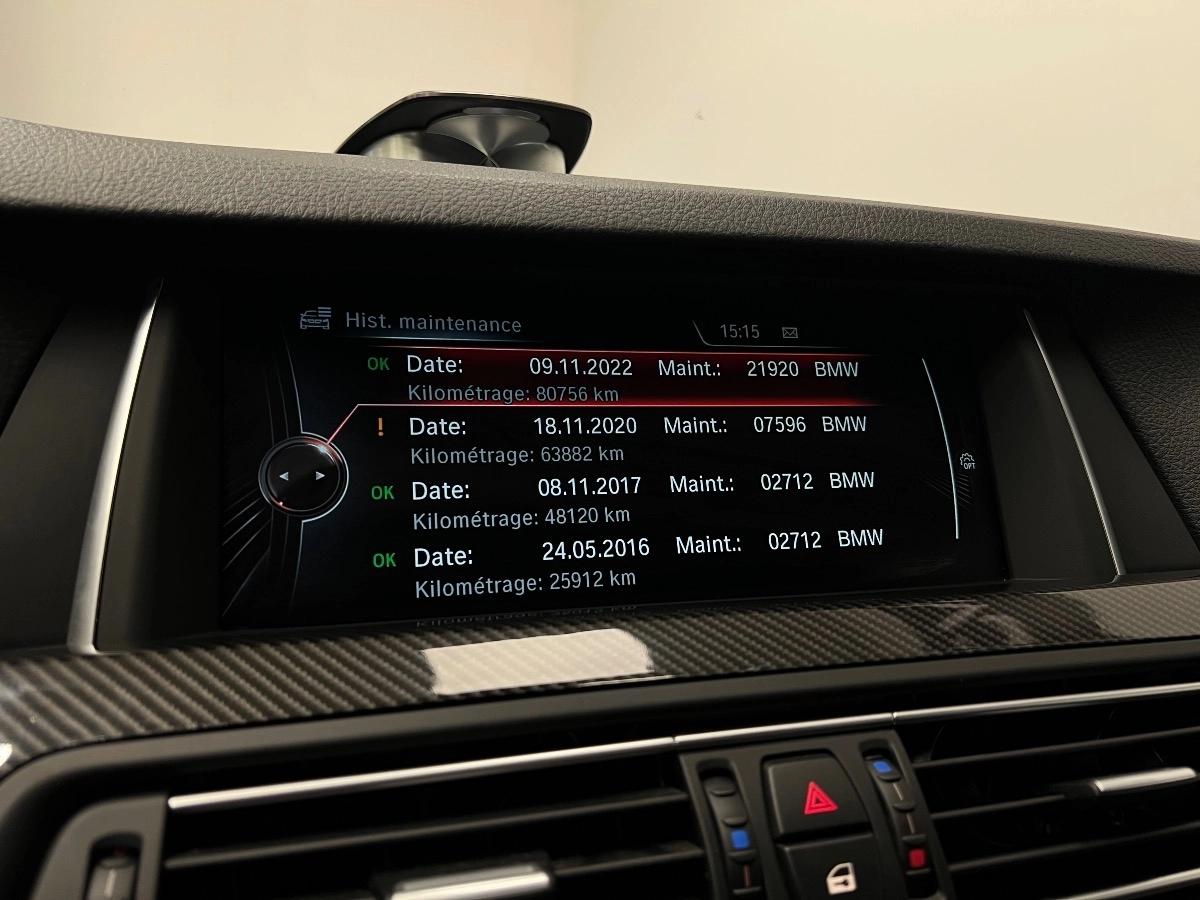 Hist. maintenance 15:15
OK Date: 09.11.2022 Maint.: 21920 BMW
Kilométrage: 80756 km
! Date: 18.11.2020 Maint.: 07596 BMW
Kilométrage: 63882 km
OK Date: 08.11.2017 Maint.: 02712 BMW
Kilométrage: 48120 km
OPT
OK Date: 24.05.2016 Maint.: 02712 BMW
Kilométrage: 25912 km